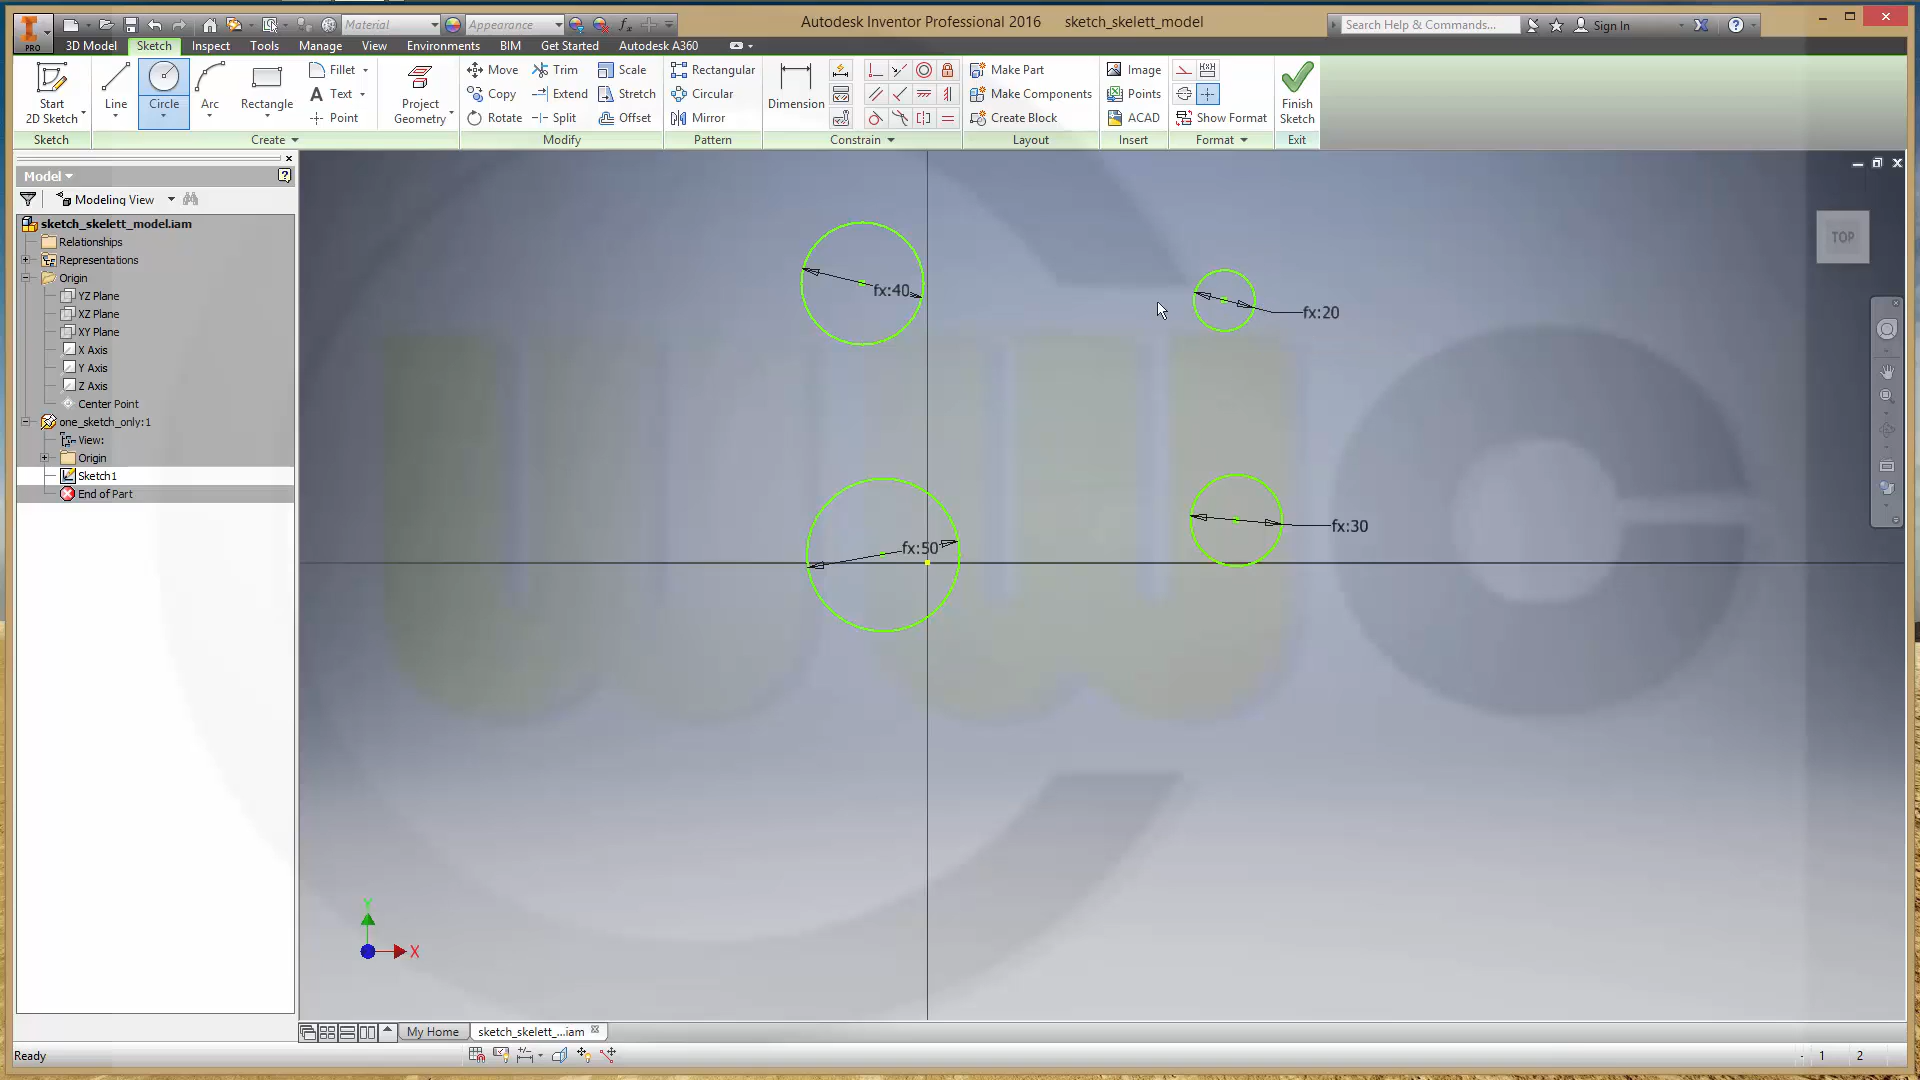 Material
Appearance
Autodesk Inventor Professional 2016 sketch_skelett_model
Search Help & Commands...
Sign In
PRO
3D Model Sketch Inspect Tools Manage View Environments BIM Get Started Autodesk A360
Start
2D Sketch
Line
Circle
Arc
Rectangle
Fillet
Text
Point
Project
Geometry
Move
Copy
Rotate
Trim
Extend
Split
Scale
Stretch
Offset
Rectangular
Circular
Mirror
Dimension
Make Part
Make Components
Create Block
Image
Points
ACAD
Show Format
Finish
Sketch
Sketch Create Modify Pattern Constrain Layout Insert Format Exit
Model
Modeling View
sketch_skelett_model.iam
Relationships
Representations
Origin
YZ Plane
XZ Plane
XY Plane
X Axis
Y Axis
Z Axis
Center Point
one_sketch_only:1
View:
Origin
Sketch1
End of Part
TOP
fx:40
fx:20
fx:50
fx:30
Y
X
My Home
sketch_skelett_...iam
Ready
1 2